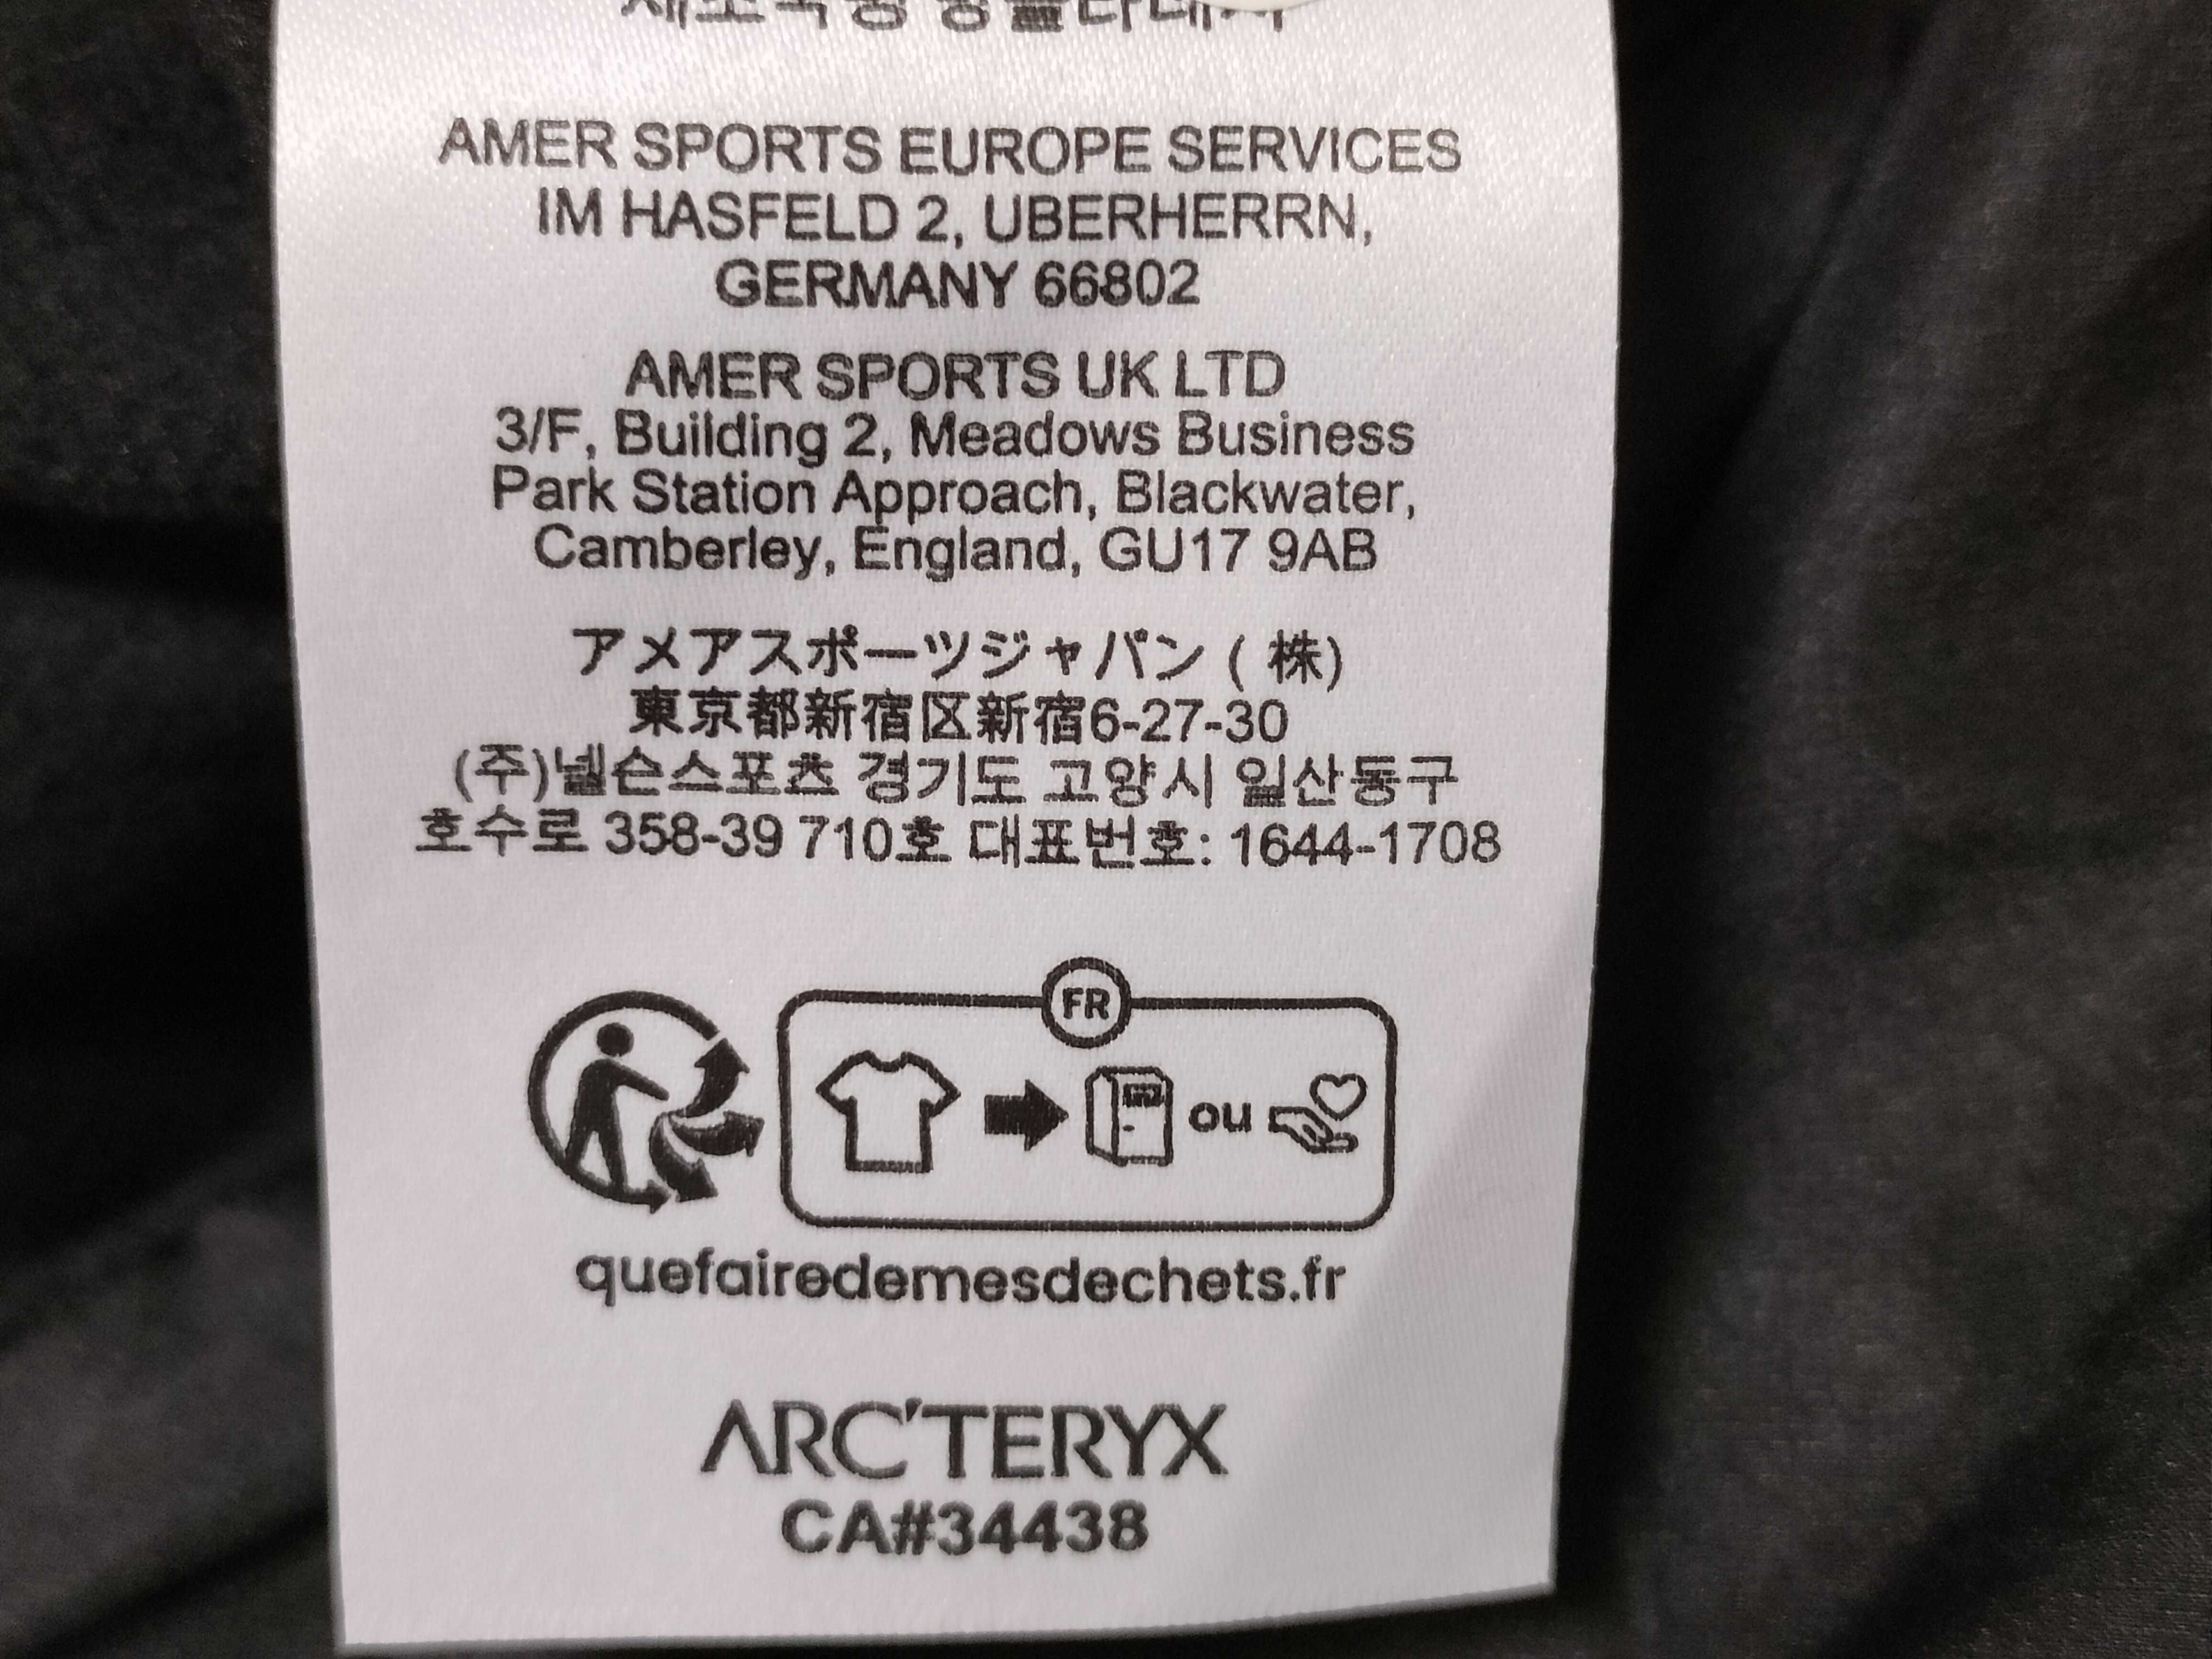 AMER SPORTS EUROPE SERVICES
IM HASFELD 2, UBERHERRN,
GERMANY 66802
AMER SPORTS UK LTD
3/F, Building 2, Meadows Business
Park Station Approach, Blackwater,
Camberley, England, GU17 9AB
アメアスポーツジャパン ( 株)
東京都新宿区新宿6-27-30
(주)넬슨스포츠 경기도 고양시 일산동구
호수로 358-39 710호 대표번호: 1644-1708
FR
ou
quefairedemesdechets.fr
ARC'TERYX
CA#34438